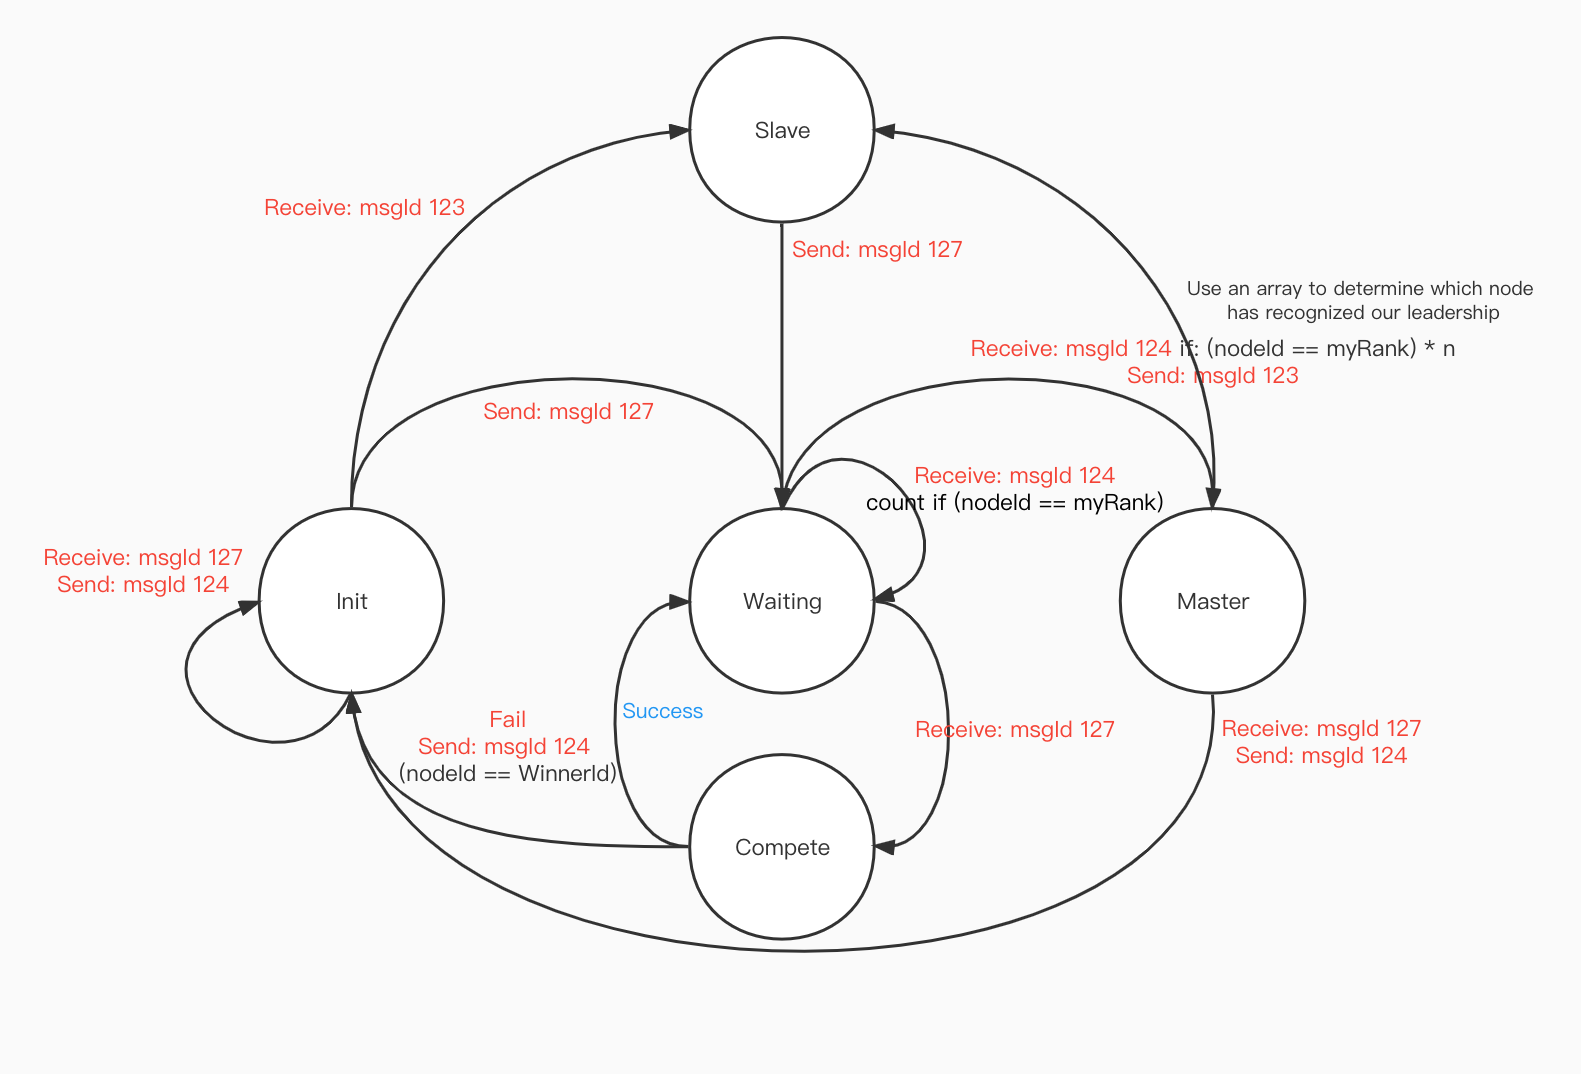 Slave
Receive: msgId 123
Send: msgId 127
Use an array to determine which node
has recognized our leadership
Receive: msgId 124 if: (nodeId == myRank) * n
Send: msgId 123
Send: msgId 127
Receive: msgId 124
count if (nodeId == myRank)
Receive: msgId 127
Send: msgId 124
Init
Waiting
Master
Success
Fail
Send: msgId 124
(nodeId == WinnerId)
Receive: msgId 127
Receive: msgId 127
Send: msgId 124
Compete